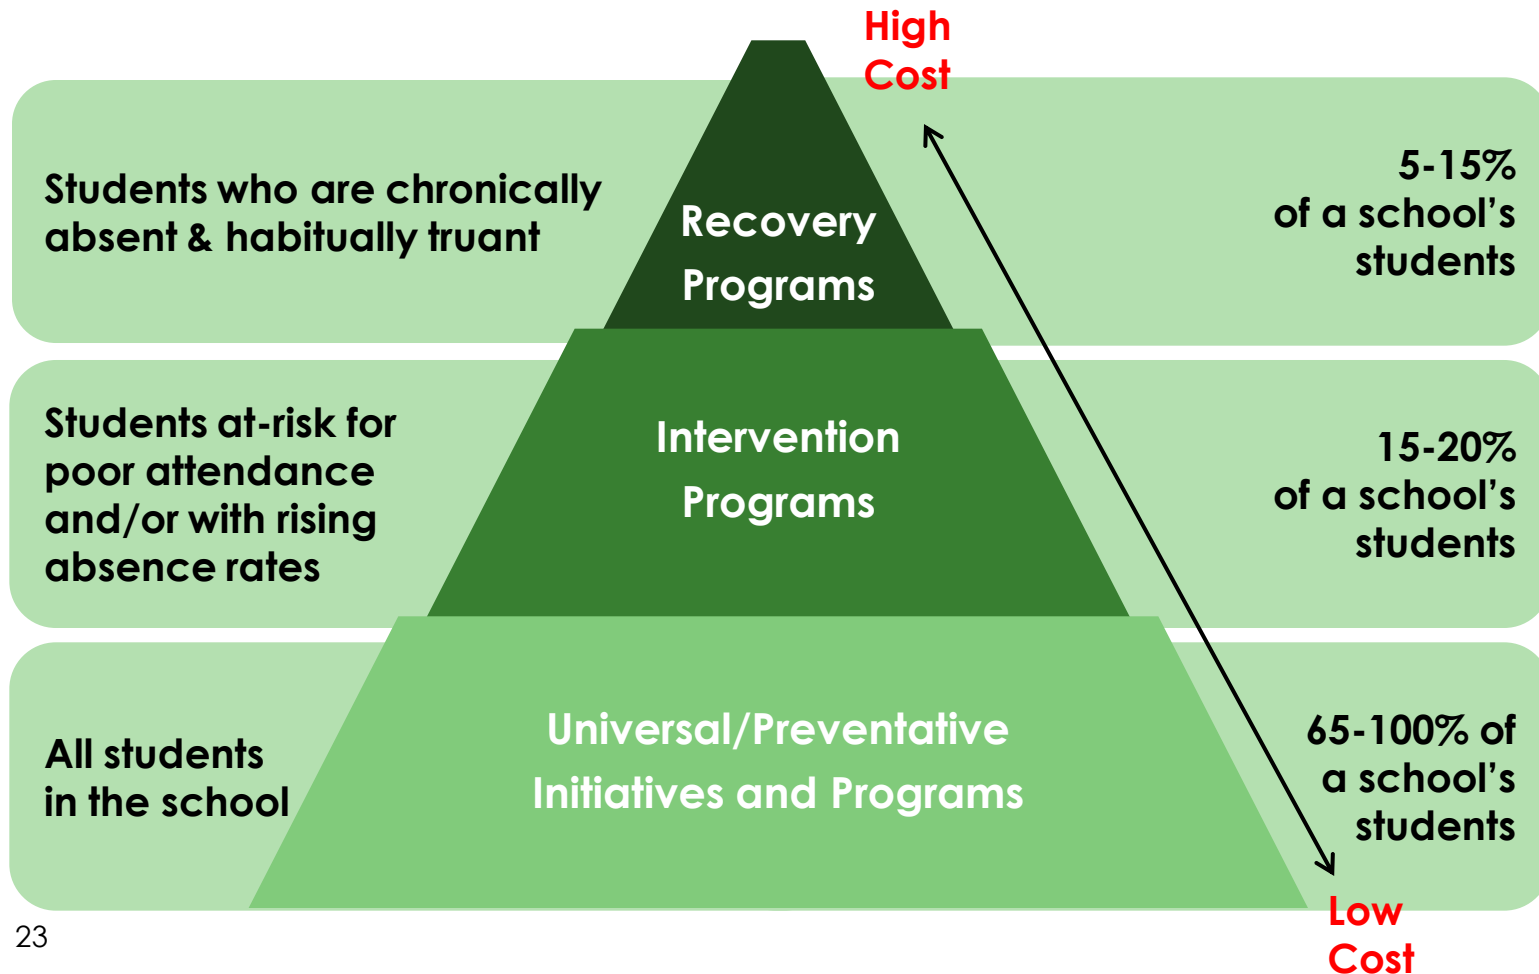 High
Cost
Students who are chronically
absent & habitually truant
Recovery
Programs
5-15%
of a school’s
students
Students at-risk for
poor attendance
and/or with rising
absence rates
Intervention
Programs
15-20%
of a school’s
students
All students
in the school
Universal/Preventative
Initiatives and Programs
65-100% of
a school’s
students
Low
Cost
23